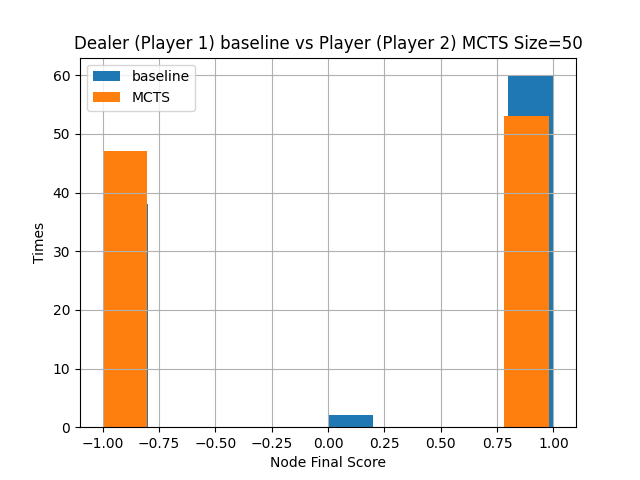 Dealer (Player 1) baseline vs Player (Player 2) MCTS Size=50
baseline
MCTS
60
50
40
30
20
10
0
Times
−1.00 −0.75 −0.50 −0.25 0.00 0.25 0.50 0.75 1.00
Node Final Score